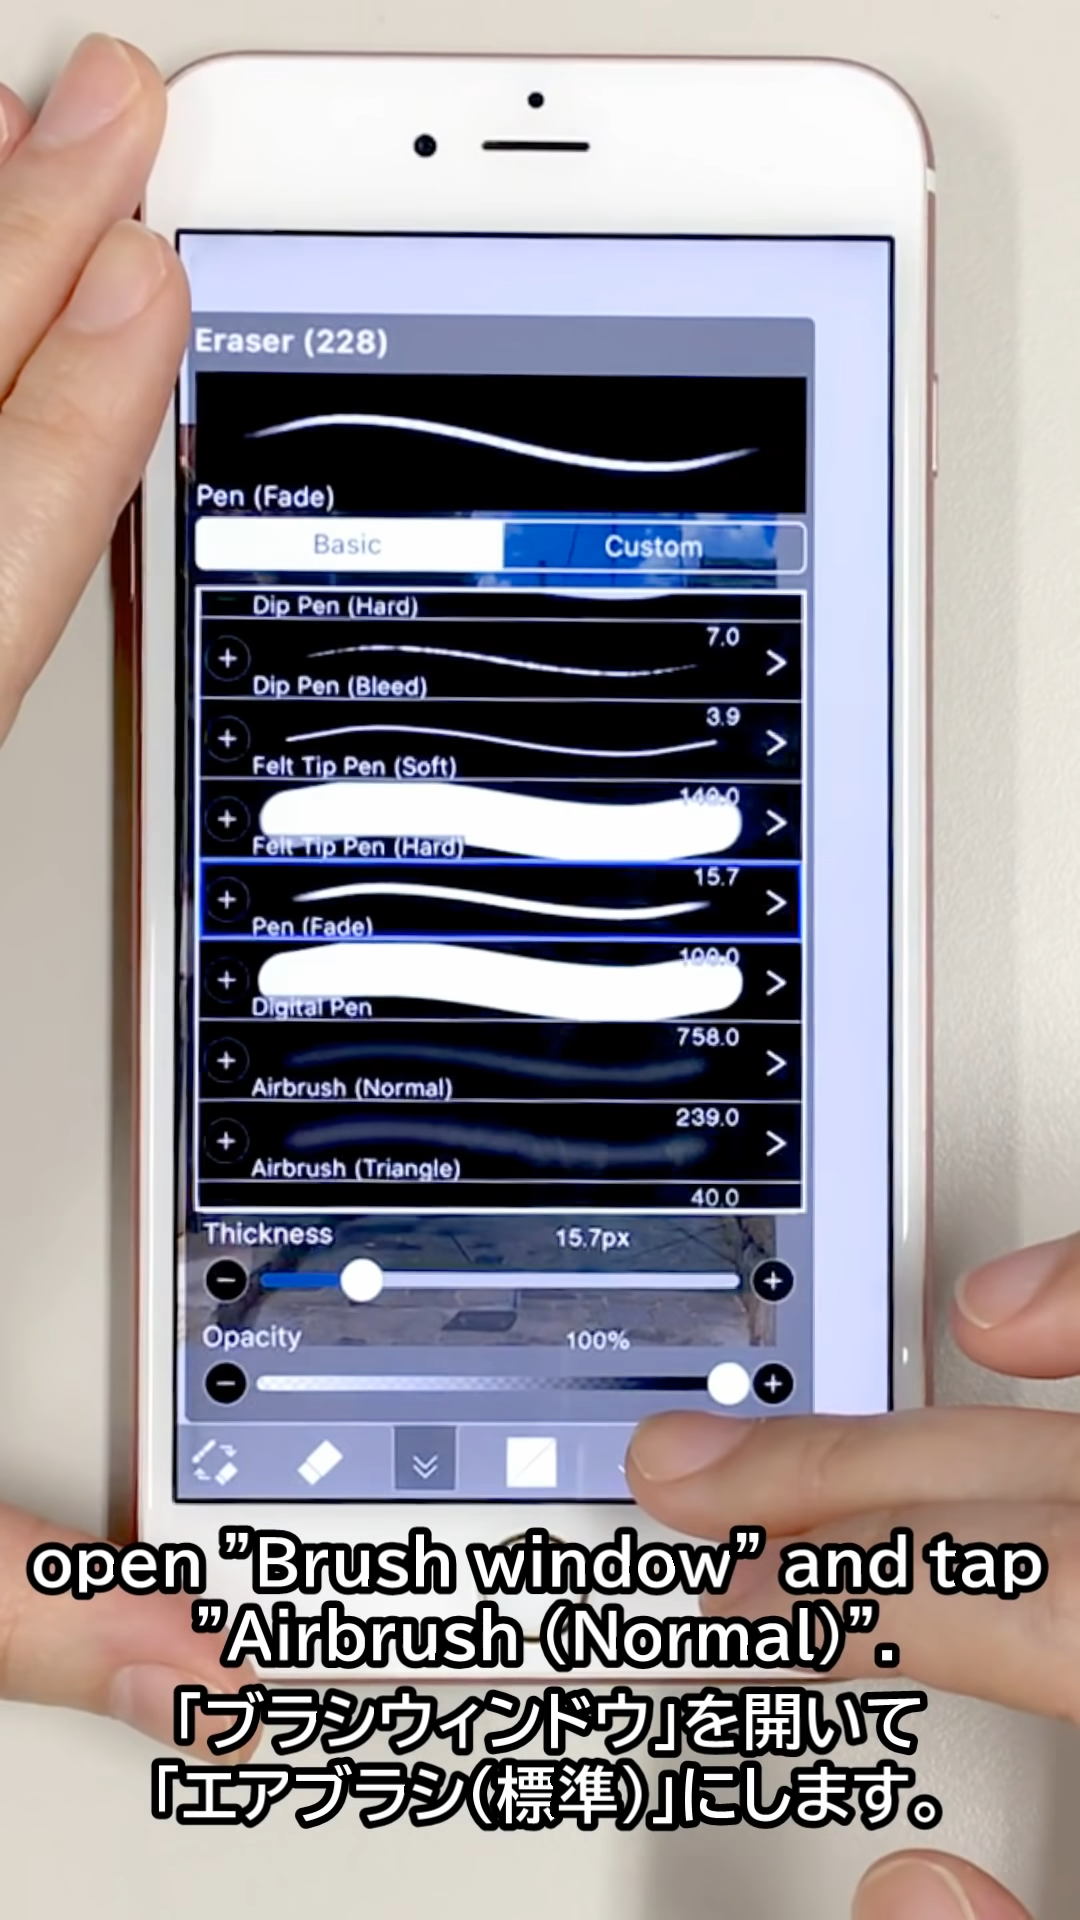 Eraser (228)
Pen (Fade)
Basic
Custom
Dip Pen (Hard)
7.0
Dip Pen (Bleed)
3.9
Felt Tip Pen (Soft)
140.0
Felt Tip Pen (Hard)
15.7
Pen (Fade)
100.0
Digital Pen
758.0
Airbrush (Normal)
239.0
Airbrush (Triangle)
40.0
Thickness
15.7px
Opacity
100%
open ”Brush window” and tap
”Airbrush (Normal)”.
「ブラシウィンドウ」を開いて
「エアブラシ(標準)」にします。